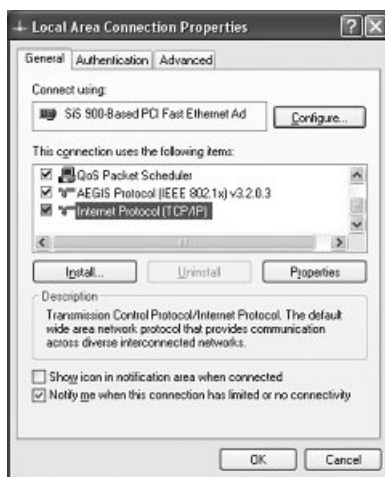 Local Area Connection Properties
General Authentication Advanced
Connect using:
SiS 900-Based PCI Fast Ethernet Ad Configure...
This connection uses the following items:
QoS Packet Scheduler
AEGIS Protocol (IEEE 802.1x) v3.2.0.3
Internet Protocol (TCP/IP)
Install... Uninstall Properties
Description
Transmission Control Protocol/Internet Protocol. The default
wide area network protocol that provides communication
across diverse interconnected networks.
Show icon in notification area when connected
Notify me when this connection has limited or no connectivity
OK Cancel